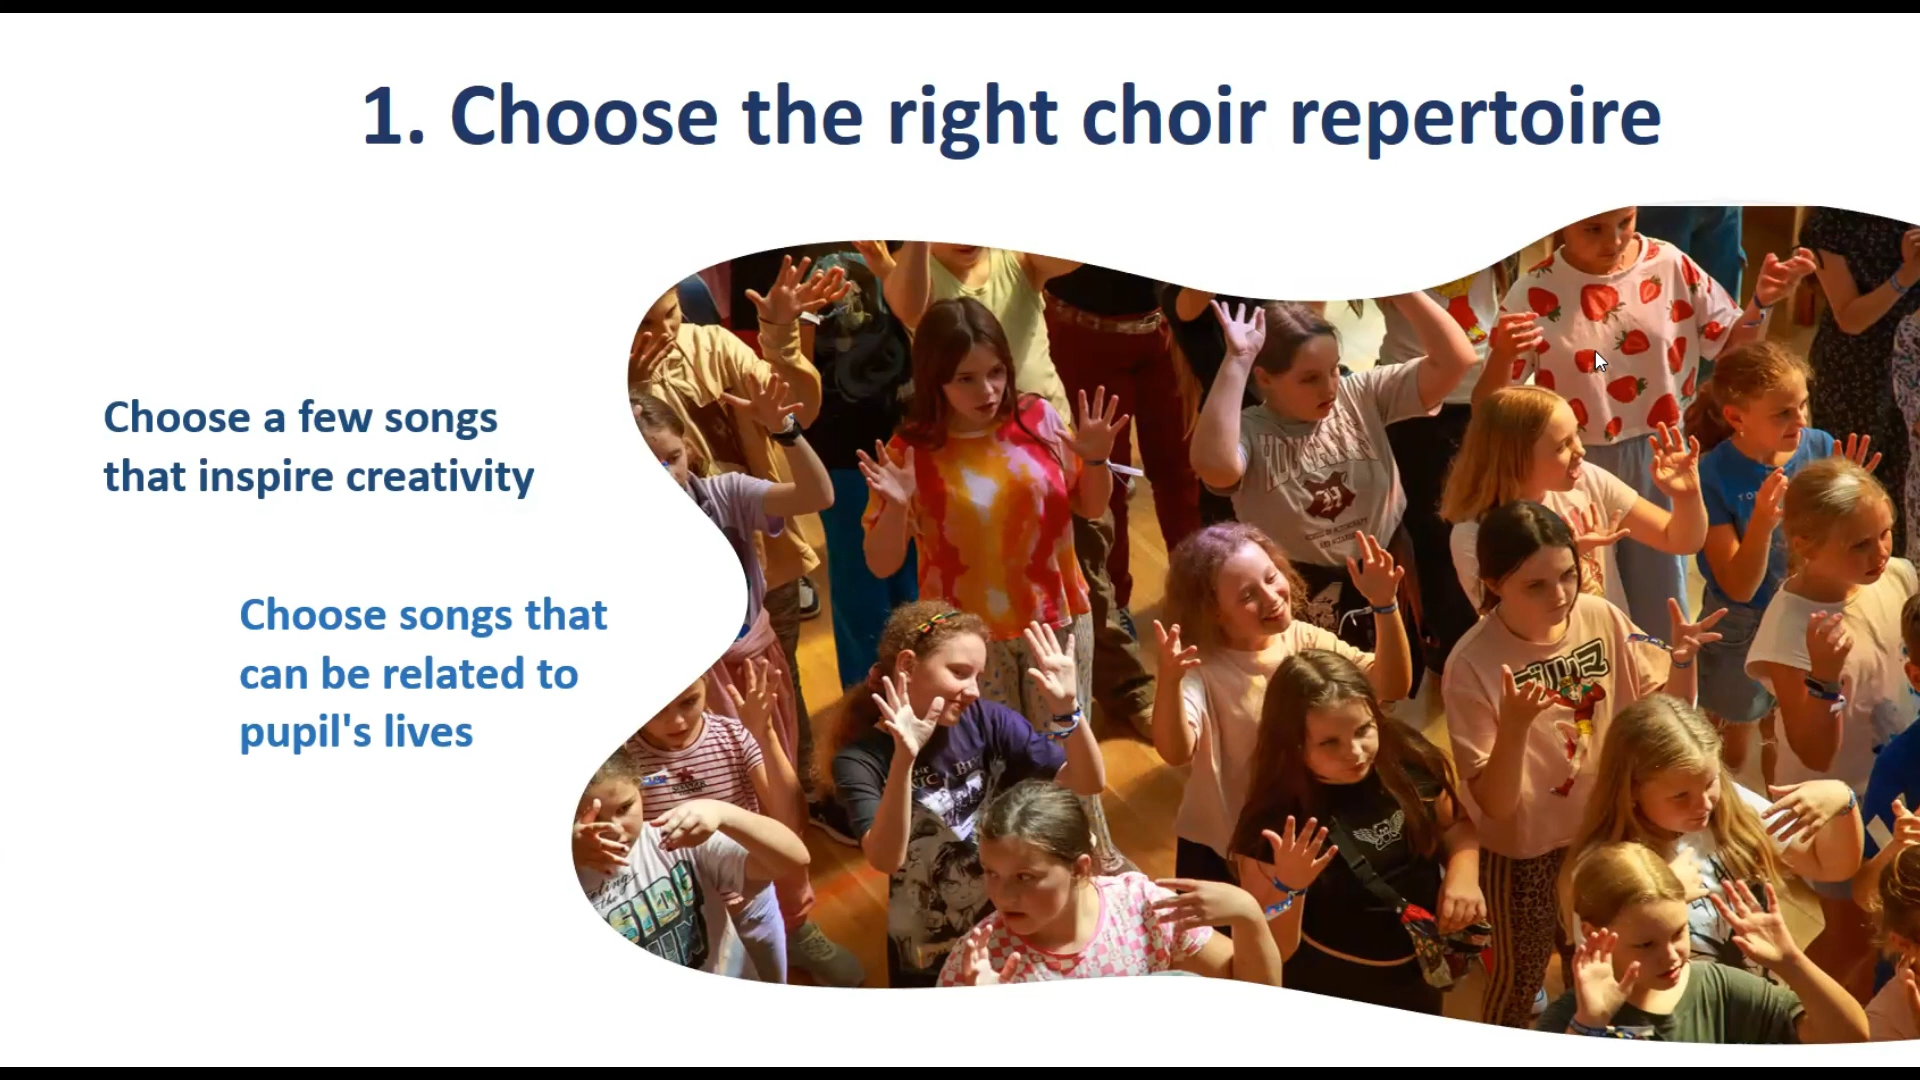 1. Choose the right choir repertoire
Choose a few songs
that inspire creativity
Choose songs that
can be related to
pupil's lives